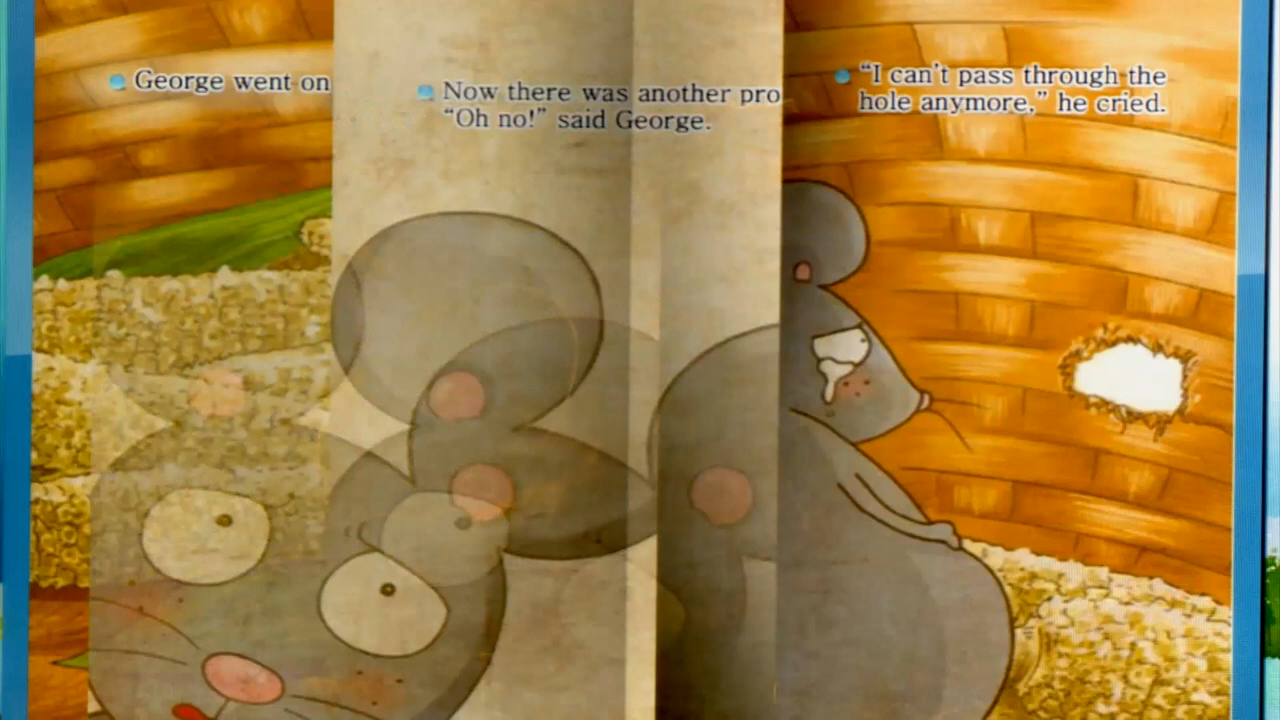 George went on
Now there was another pro
“Oh no!” said George.
“I can't pass through the
hole anymore,” he cried.